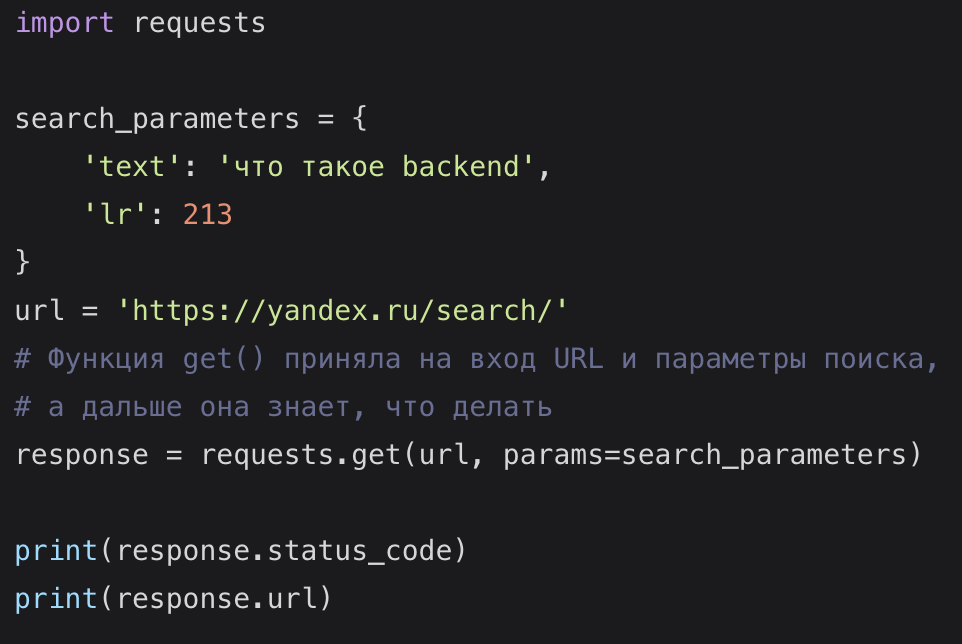 import requests
search_parameters = {
    'text': 'что такое backend',
    'lr': 213
}
url = 'https://yandex.ru/search/'
# Функция get() приняла на вход URL и параметры поиска,
# а дальше она знает, что делать
response = requests.get(url, params=search_parameters)
print(response.status_code)
print(response.url)